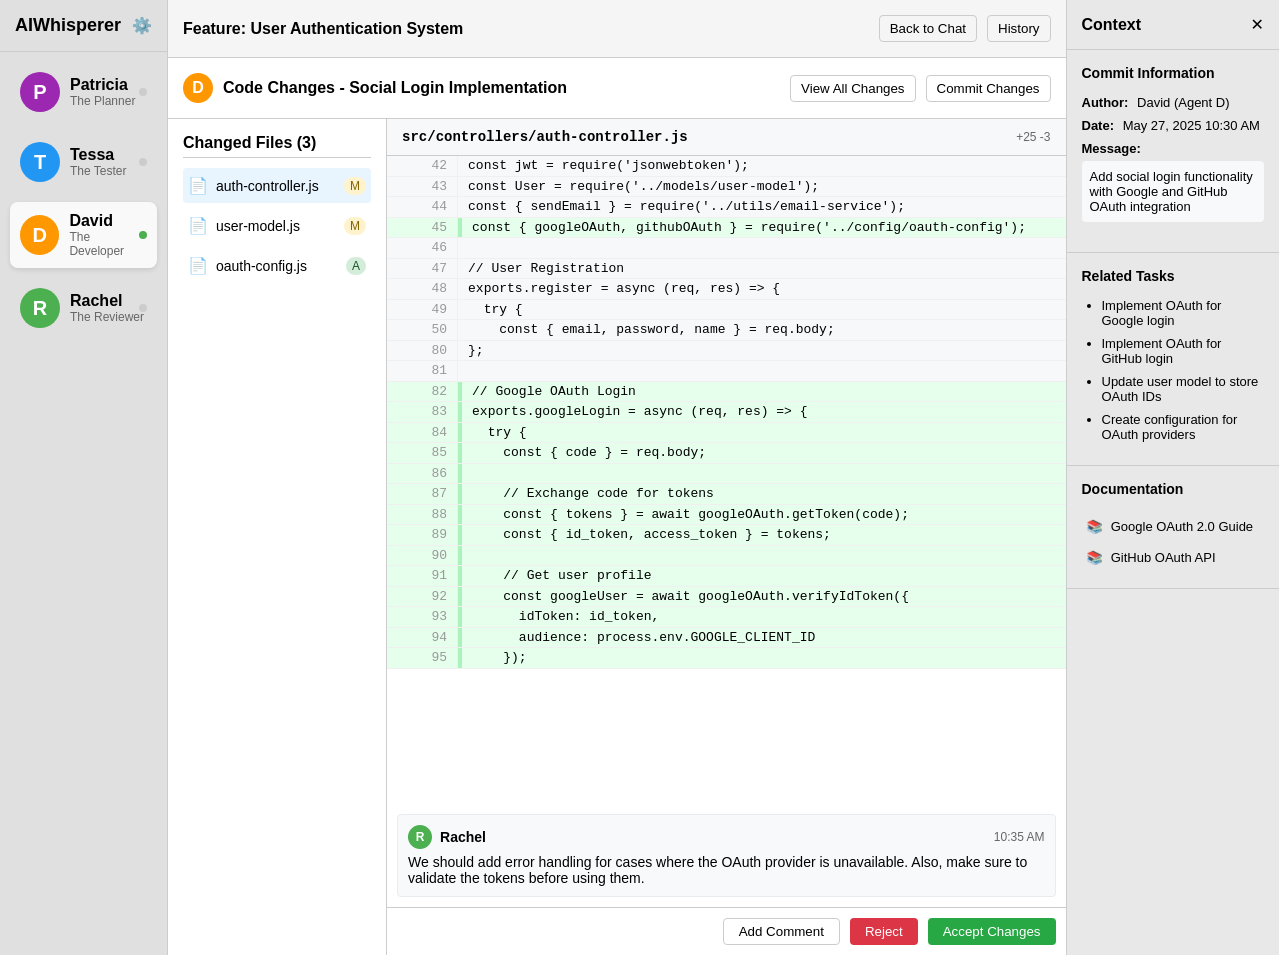 AIWhisperer
P
Patricia
The Planner
T
Tessa
The Tester
D
David
The
Developer
R
Rachel
The Reviewer
Feature: User Authentication System
Back to Chat
History
D
Code Changes - Social Login Implementation
View All Changes
Commit Changes
Changed Files (3)
auth-controller.js M
user-model.js M
oauth-config.js A
src/controllers/auth-controller.js +25 -3
42 const jwt = require('jsonwebtoken');
43 const User = require('../models/user-model');
44 const { sendEmail } = require('../utils/email-service');
45 const { googleOAuth, githubOAuth } = require('../config/oauth-config');
46
47 // User Registration
48 exports.register = async (req, res) => {
49   try {
50     const { email, password, name } = req.body;
80 };
81
82 // Google OAuth Login
83 exports.googleLogin = async (req, res) => {
84   try {
85     const { code } = req.body;
86
87     // Exchange code for tokens
88     const { tokens } = await googleOAuth.getToken(code);
89     const { id_token, access_token } = tokens;
90
91     // Get user profile
92     const googleUser = await googleOAuth.verifyIdToken({
93       idToken: id_token,
94       audience: process.env.GOOGLE_CLIENT_ID
95     });
R Rachel 10:35 AM
We should add error handling for cases where the OAuth provider is unavailable. Also, make sure to
validate the tokens before using them.
Add Comment
Reject
Accept Changes
Context ✕
Commit Information
Author: David (Agent D)
Date: May 27, 2025 10:30 AM
Message:
Add social login functionality
with Google and GitHub
OAuth integration
Related Tasks
• Implement OAuth for
Google login
• Implement OAuth for
GitHub login
• Update user model to store
OAuth IDs
• Create configuration for
OAuth providers
Documentation
Google OAuth 2.0 Guide
GitHub OAuth API